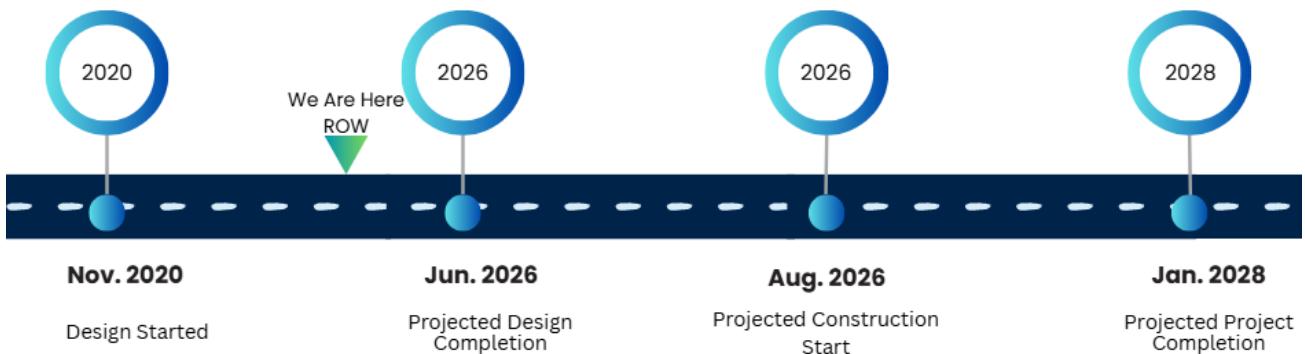 2020
2026
2026
2028
We Are Here
ROW
Nov. 2020
Jun. 2026
Aug. 2026
Jan. 2028
Design Started
Projected Design
Completion
Projected Construction
Start
Projected Project
Completion